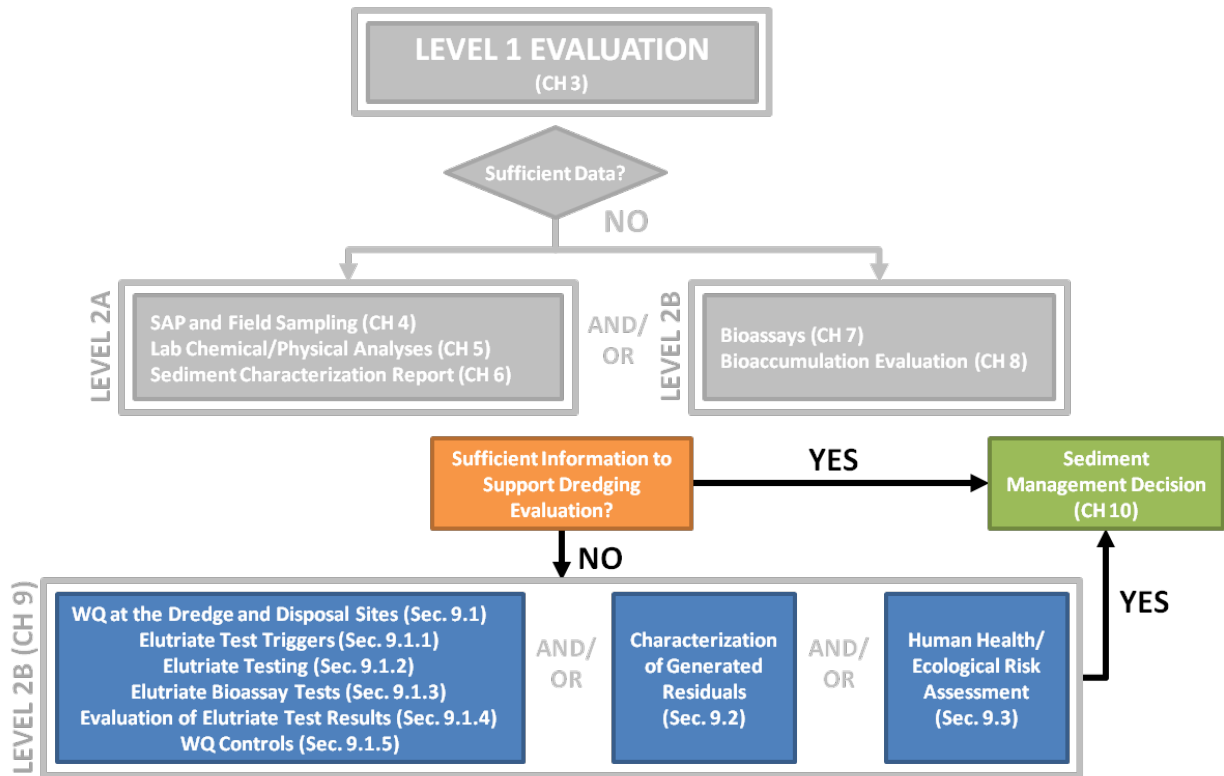 LEVEL 1 EVALUATION
(CH 3)
Sufficient Data?
NO
LEVEL 2A
SAP and Field Sampling (CH 4)
Lab Chemical/Physical Analyses (CH 5)
Sediment Characterization Report (CH 6)
AND/
OR
LEVEL 2B
Bioassays (CH 7)
Bioaccumulation Evaluation (CH 8)
Sufficient Information to
Support Dredging
Evaluation?
YES
Sediment
Management Decision
(CH 10)
NO
YES
LEVEL 2B (CH 9)
WQ at the Dredge and Disposal Sites (Sec. 9.1)
Elutriate Test Triggers (Sec. 9.1.1)
Elutriate Testing (Sec. 9.1.2)
Elutriate Bioassay Tests (Sec. 9.1.3)
Evaluation of Elutriate Test Results (Sec. 9.1.4)
WQ Controls (Sec. 9.1.5)
AND/
OR
Characterization
of Generated
Residuals
(Sec. 9.2)
AND/
OR
Human Health/
Ecological Risk
Assessment
(Sec. 9.3)